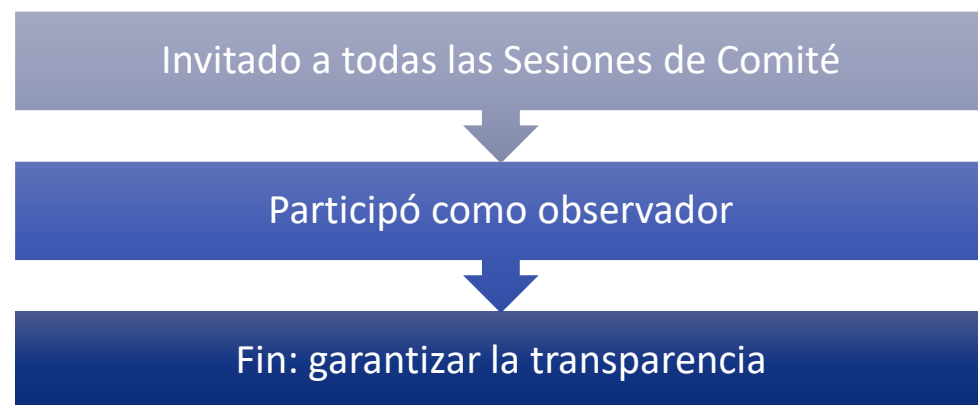 Invitado a todas las Sesiones de Comité
Participó como observador
Fin: garantizar la transparencia